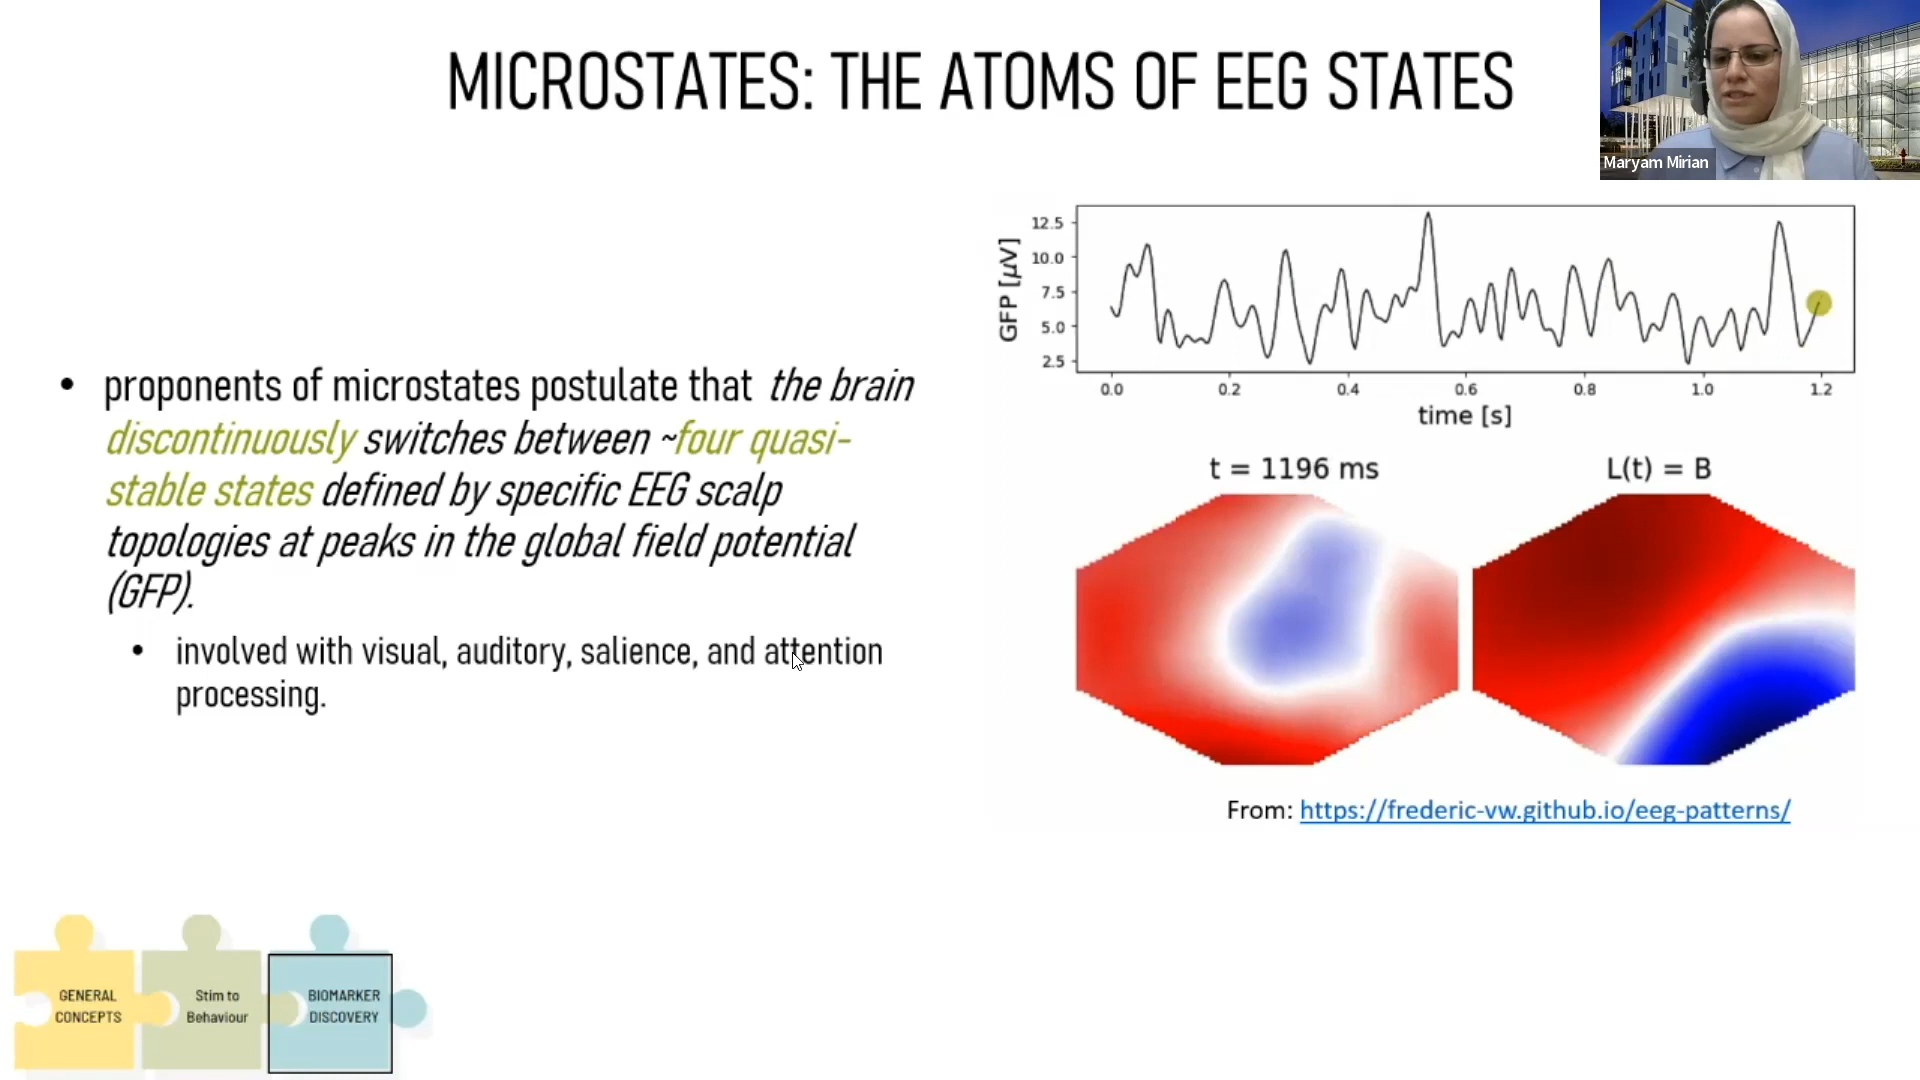 MICROSTATES: THE ATOMS OF EEG STATES
Maryam Mirian
• proponents of microstates postulate that the brain
discontinuously switches between ~four quasi-
stable states defined by specific EEG scalp
topologies at peaks in the global field potential
(GFP).
• involved with visual, auditory, salience, and attention
processing.
GFP [µV]
12.5
10.0
7.5
5.0
2.5
0.0 0.2 0.4 0.6 0.8 1.0 1.2
time [s]
t = 1196 ms
L(t) = B
From: https://frederic-vw.github.io/eeg-patterns/
GENERAL
CONCEPTS
Stim to
Behaviour
BIOMARKER
DISCOVERY